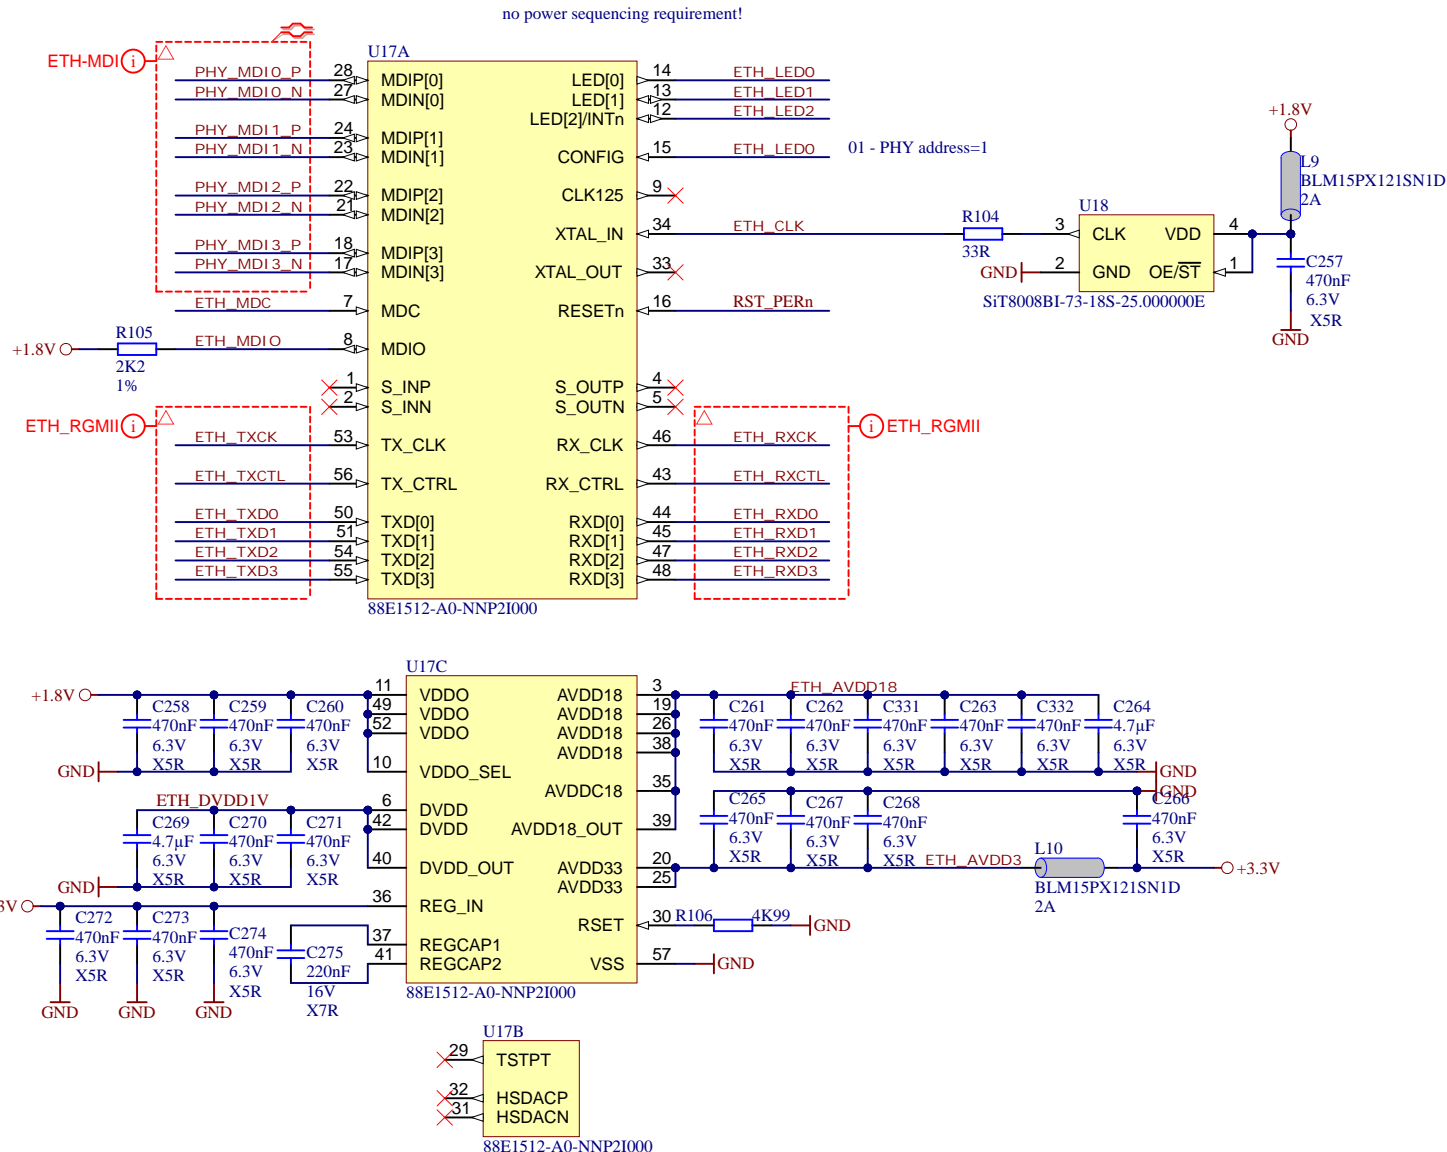 no power sequencing requirement!
U17A
ETH-MDI i
PHY_MDI0_P 28 MDIP[0] LED[0] 14 ETH_LED0
PHY_MDI0_N 27 MDIN[0] LED[1] 13 ETH_LED1
LED[2]/INTn 12 ETH_LED2
PHY_MDI1_P 24 MDIP[1]
PHY_MDI1_N 23 MDIN[1] CONFIG 15 ETH_LED0 01 - PHY address=1
PHY_MDI2_P 22 MDIP[2] CLK125 9
PHY_MDI2_N 21 MDIN[2]
XTAL_IN 34 ETH_CLK
PHY_MDI3_P 18 MDIP[3]
PHY_MDI3_N 17 MDIN[3] XTAL_OUT 33
ETH_MDC 7 MDC RESETn 16 RST_PERn
+1.8V R105 ETH_MDIO 8 MDIO
2K2
1%
1 S_INP S_OUTP 4
2 S_INN S_OUTN 5
ETH_RGMII i
i ETH_RGMII
ETH_TXCK 53 TX_CLK RX_CLK 46 ETH_RXCK
ETH_TXCTL 56 TX_CTRL RX_CTRL 43 ETH_RXCTL
ETH_TXD0 50 TXD[0] RXD[0] 44 ETH_RXD0
ETH_TXD1 51 TXD[1] RXD[1] 45 ETH_RXD1
ETH_TXD2 54 TXD[2] RXD[2] 47 ETH_RXD2
ETH_TXD3 55 TXD[3] RXD[3] 48 ETH_RXD3
88E1512-A0-NNP2I000
+1.8V
L9
BLM15PX121SN1D
2A
U18
R104
33R
3 CLK VDD 4
GND 2 GND OE/ST 1
SiT8008BI-73-18S-25.000000E
C257
470nF
6.3V
X5R
GND
U17C
+1.8V
11 VDDO AVDD18 3 ETH_AVDD18
49 VDDO AVDD18 19
52 VDDO AVDD18 26
AVDD18 38
10 VDDO_SEL
AVDDC18 35
6 DVDD
42 DVDD AVDD18_OUT 39
40 DVDD_OUT AVDD33 20
AVDD33 25
36 REG_IN
RSET 30 R106 4K99 GND
37 REGCAP1
41 REGCAP2 VSS 57 GND
88E1512-A0-NNP2I000
C258 C259 C260
470nF 470nF 470nF
6.3V 6.3V 6.3V
X5R X5R X5R
GND
ETH_DVDD1V
C269 C270 C271
4.7µF 470nF 470nF
6.3V 6.3V 6.3V
X5R X5R X5R
GND
3V
C272 C273 C274
470nF 470nF 470nF
6.3V 6.3V 6.3V
X5R X5R X5R
GND GND GND
C275
220nF
16V
X7R
C261 C262 C331 C263 C332 C264
470nF 470nF 470nF 470nF 470nF 4.7µF
6.3V 6.3V 6.3V 6.3V 6.3V 6.3V
X5R X5R X5R X5R X5R X5R
GND
GND
C265 C267 C268 C266
470nF 470nF 470nF 470nF
6.3V 6.3V 6.3V 6.3V
X5R X5R X5R X5R
ETH_AVDD3 L10 +3.3V
BLM15PX121SN1D
2A
U17B
29 TSTPT
32 HSDACP
31 HSDACN
88E1512-A0-NNP2I000